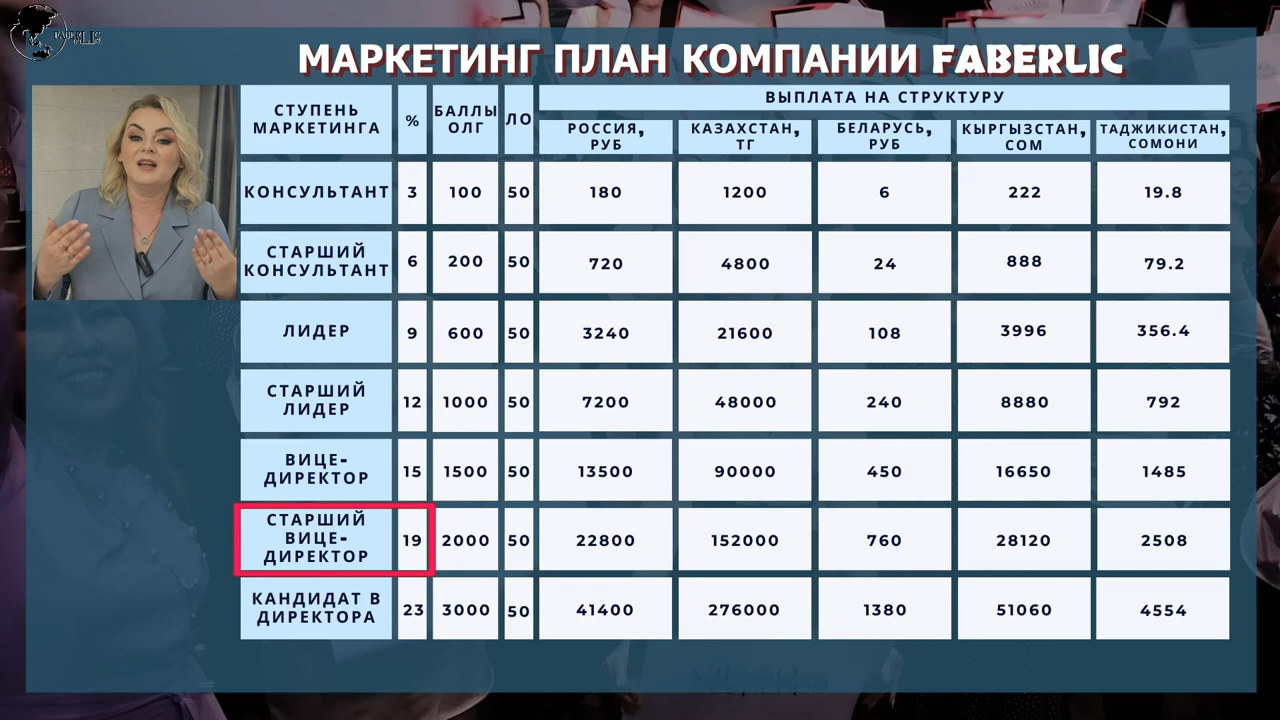 FABERLIC
МАРКЕТИНГ ПЛАН КОМПАНИИ FABERLIC
СТУПЕНЬ
МАРКЕТИНГА
%
БАЛЛЫ
ОЛГ
ЛО
ВЫПЛАТА НА СТРУКТУРУ
РОССИЯ,
РУБ
КАЗАХСТАН,
ТГ
БЕЛАРУСЬ,
РУБ
КЫРГЫЗСТАН,
СОМ
ТАДЖИКИСТАН,
СОМОНИ
КОНСУЛЬТАНТ 3 100 50 180 1200 6 222 19.8
СТАРШИЙ
КОНСУЛЬТАНТ 6 200 50 720 4800 24 888 79.2
ЛИДЕР 9 600 50 3240 21600 108 3996 356.4
СТАРШИЙ
ЛИДЕР 12 1000 50 7200 48000 240 8880 792
ВИЦЕ-
ДИРЕКТОР 15 1500 50 13500 90000 450 16650 1485
СТАРШИЙ
ВИЦЕ-
ДИРЕКТОР 19 2000 50 22800 152000 760 28120 2508
КАНДИДАТ В
ДИРЕКТОРА 23 3000 50 41400 276000 1380 51060 4554